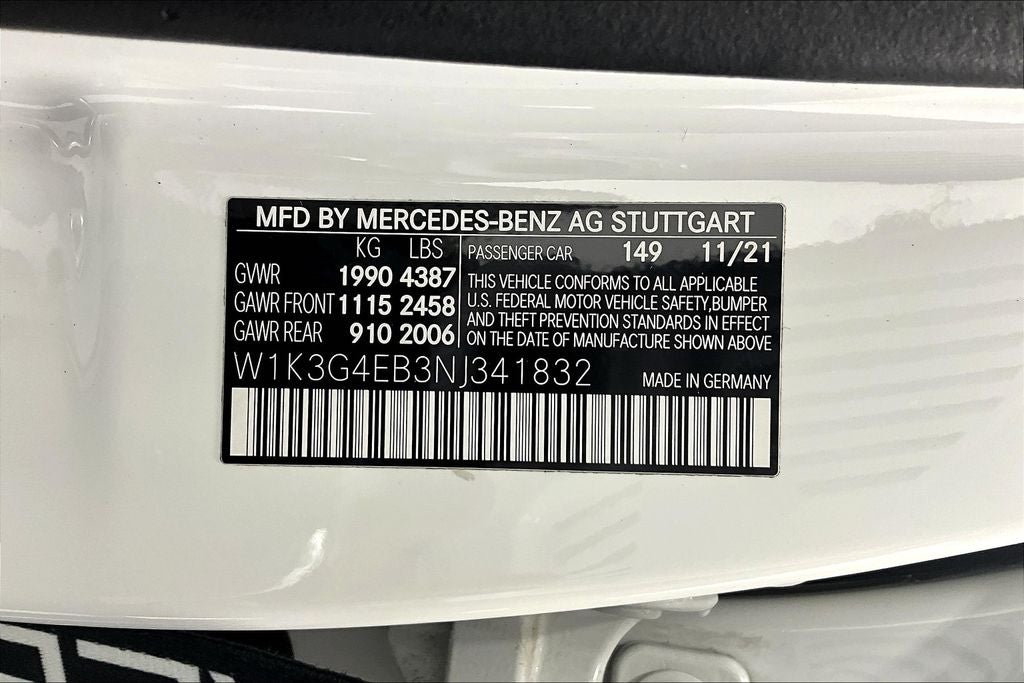 MFD BY MERCEDES-BENZ AG STUTTGART
KG LBS
GVWR 1990 4387
GAWR FRONT 1115 2458
GAWR REAR 910 2006
PASSENGER CAR 149 11/21
THIS VEHICLE CONFORMS TO ALL APPLICABLE
U.S. FEDERAL MOTOR VEHICLE SAFETY,BUMPER
AND THEFT PREVENTION STANDARDS IN EFFECT
ON THE DATE OF MANUFACTURE SHOWN ABOVE
W1K3G4EB3NJ341832
MADE IN GERMANY